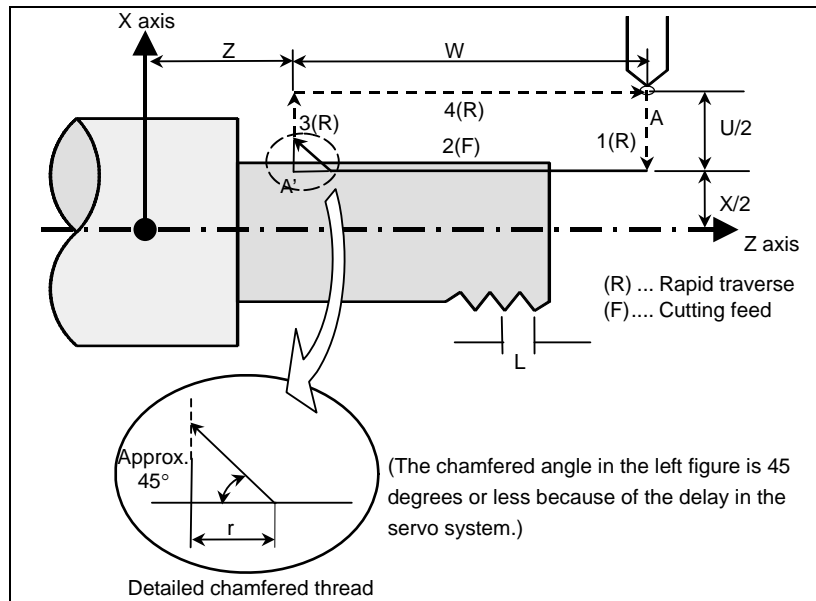 X axis
Z
W
4(R)
A
3(R)
2(F)
1(R)
U/2
A'
X/2
Z axis
(R) ... Rapid traverse
(F).... Cutting feed
L
Approx.
45°
r
(The chamfered angle in the left figure is 45
degrees or less because of the delay in the
servo system.)
Detailed chamfered thread